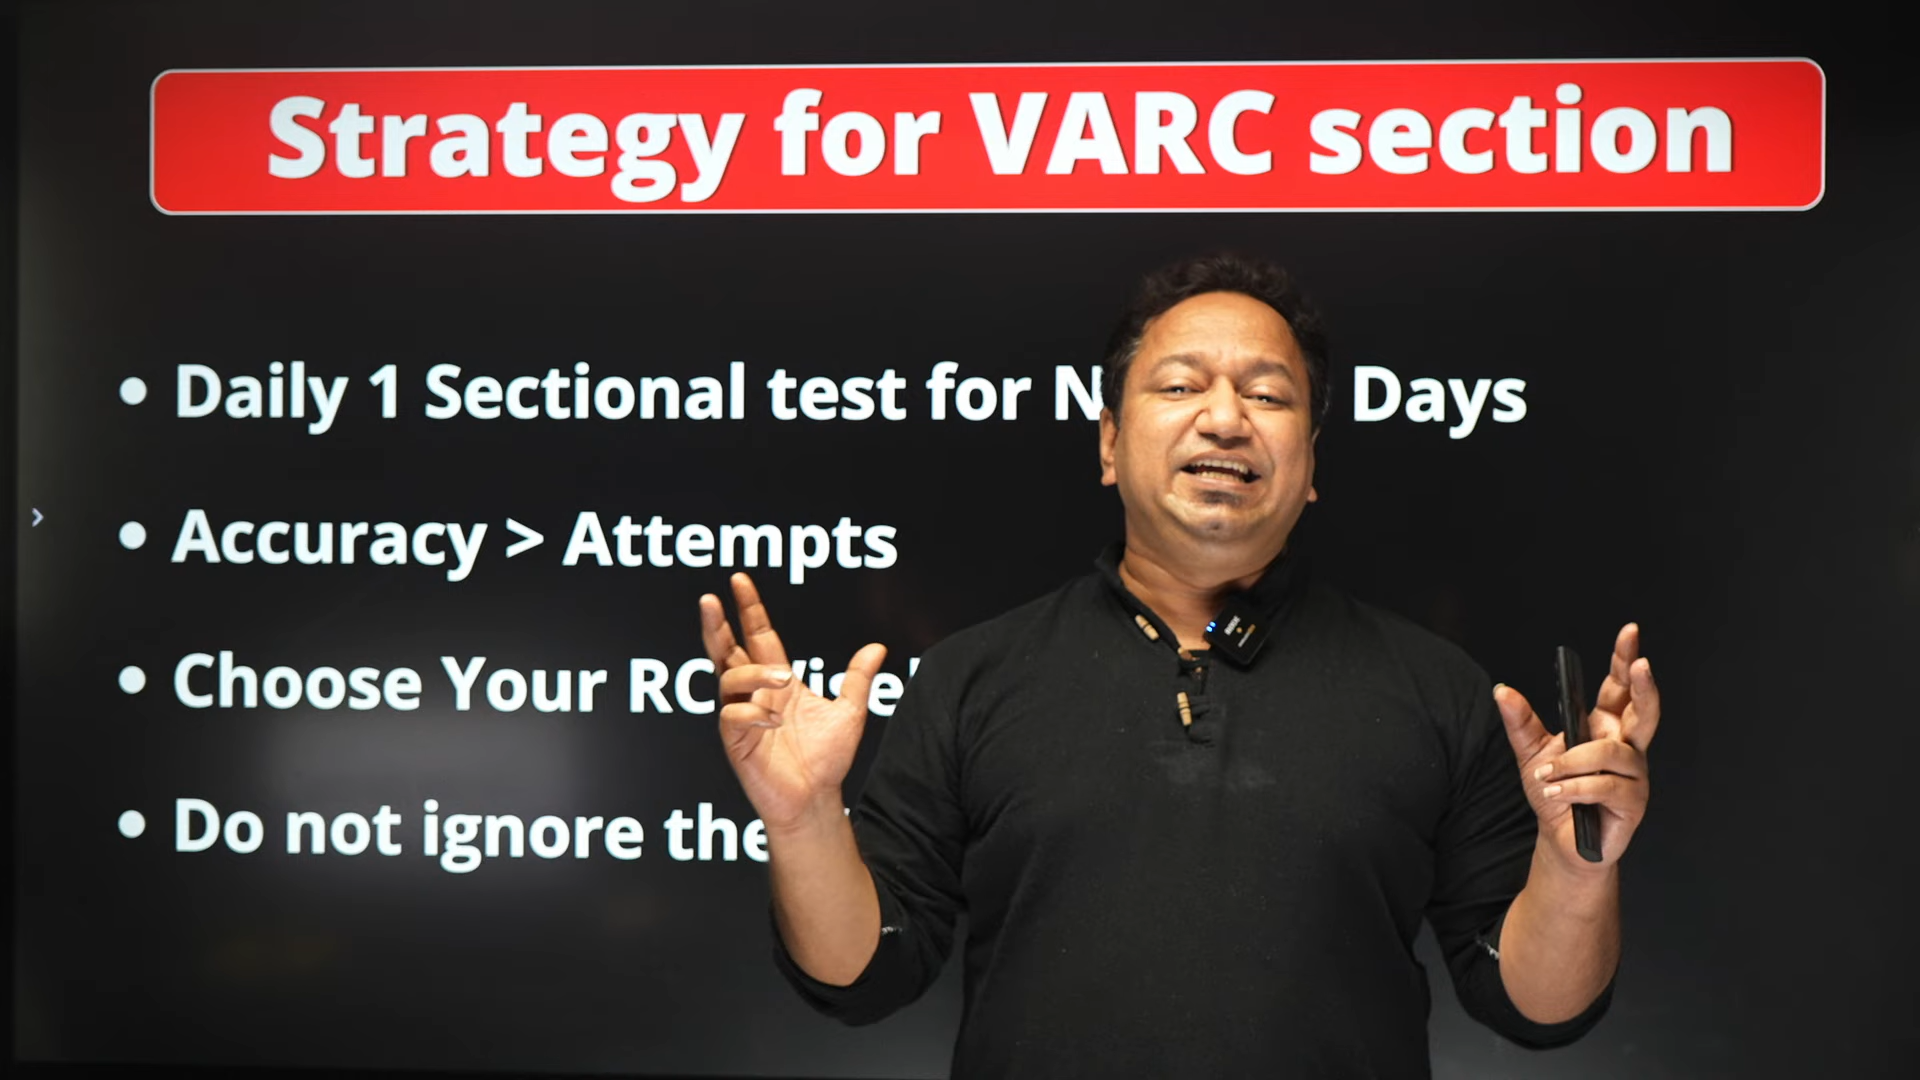 Strategy for VARC section
• Daily 1 Sectional test for Days
• Accuracy > Attempts
• Choose Your RC
• Do not ignore the